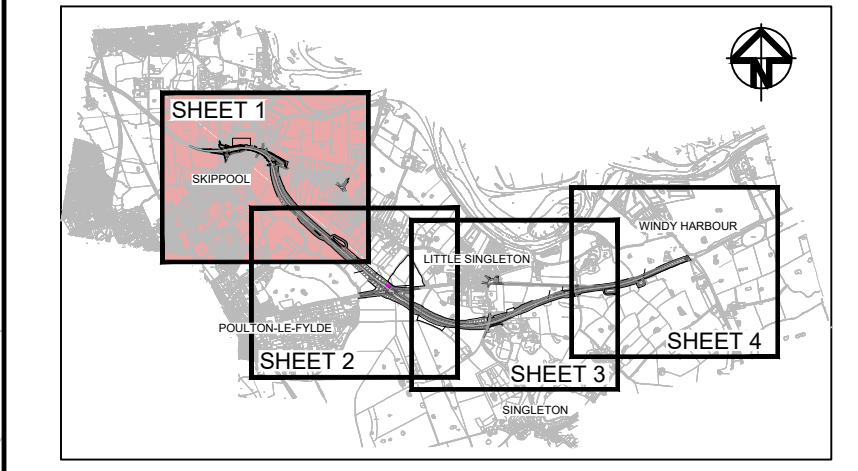 N
SHEET 1
SKIPPOOL
WINDY HARBOUR
LITTLE SINGLETON
POULTON-LE-FYLDE
SHEET 2
SHEET 3
SHEET 4
SINGLETON